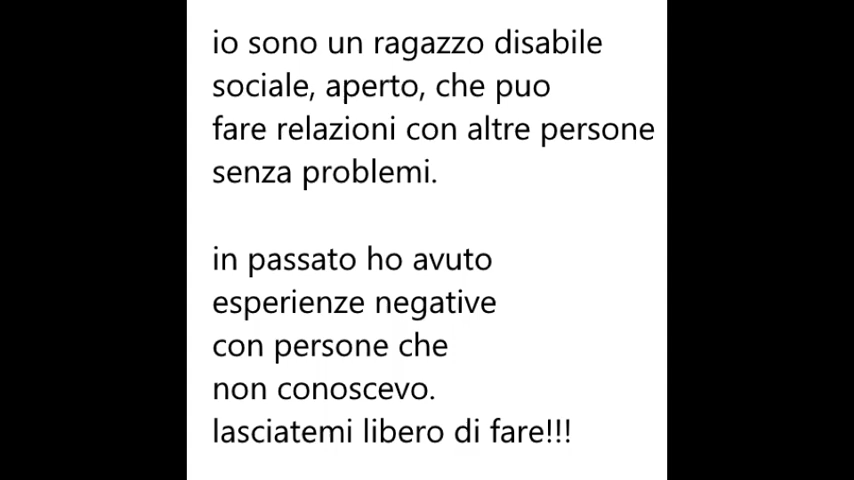 io sono un ragazzo disabile
sociale, aperto, che puo
fare relazioni con altre persone
senza problemi.
in passato ho avuto
esperienze negative
con persone che
non conoscevo.
lasciatemi libero di fare!!!